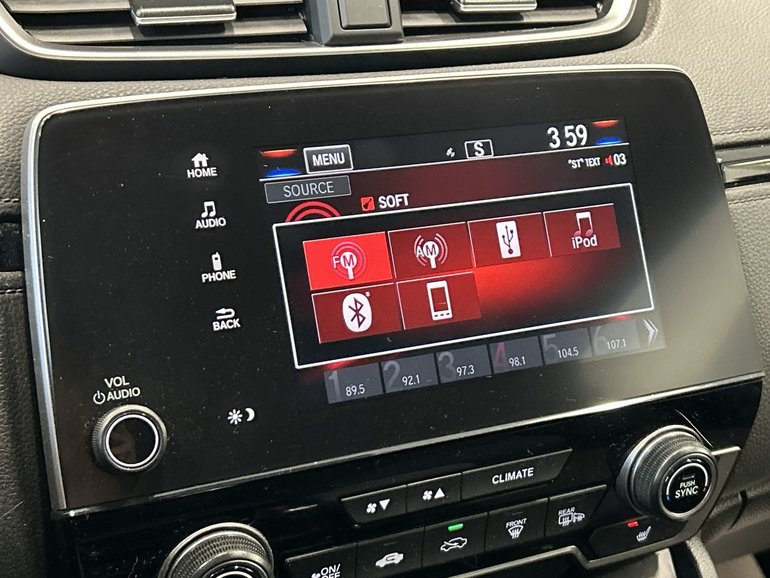 MENU
S
3 59
SOURCE
"ST" TEXT
03
SOFT
HOME
AUDIO
PHONE
BACK
FM
AM
iPod
1 89.5
2 92.1
3 97.3
4 98.1
5 104.5
6 107.1
VOL
AUDIO
CLIMATE
PUSH
SYNC
FRONT
REAR
ON/
OFF